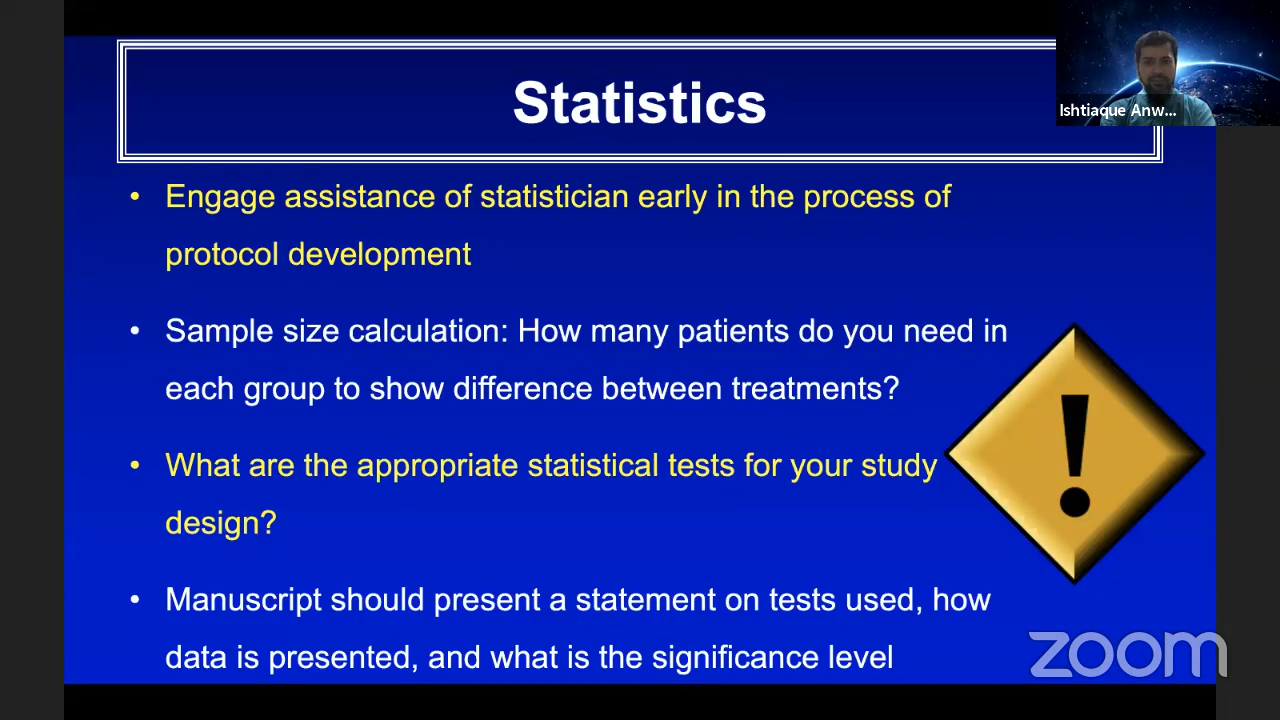 Statistics
Ishtiaque Anw...
• Engage assistance of statistician early in the process of
protocol development
• Sample size calculation: How many patients do you need in
each group to show difference between treatments?
• What are the appropriate statistical tests for your study
design?
• Manuscript should present a statement on tests used, how
data is presented, and what is the significance level
!
zoom